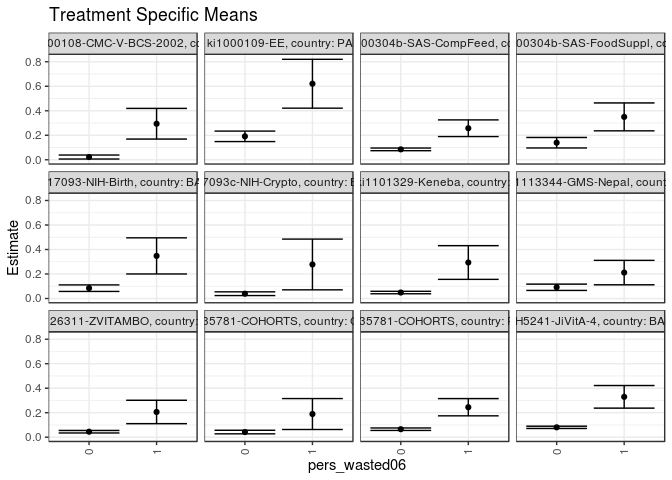 Treatment Specific Means
00108-CMC-V-BCS-2002, co
ki1000109-EE, country: PA
00304b-SAS-CompFeed, co
00304b-SAS-FoodSuppl, co
0.8
0.6
0.4
0.2
0.0
17093-NIH-Birth, country: BA
7093c-NIH-Crypto, country:
ki1101329-Keneba, country:
1113344-GMS-Nepal, count
0.8
0.6
0.4
0.2
0.0
26311-ZVITAMBO, country:
35781-COHORTS, country:
35781-COHORTS, country:
H5241-JiVitA-4, country: BA
0.8
0.6
0.4
0.2
0.0
0
1
0
1
0
1
0
1
Estimate
pers_wasted06